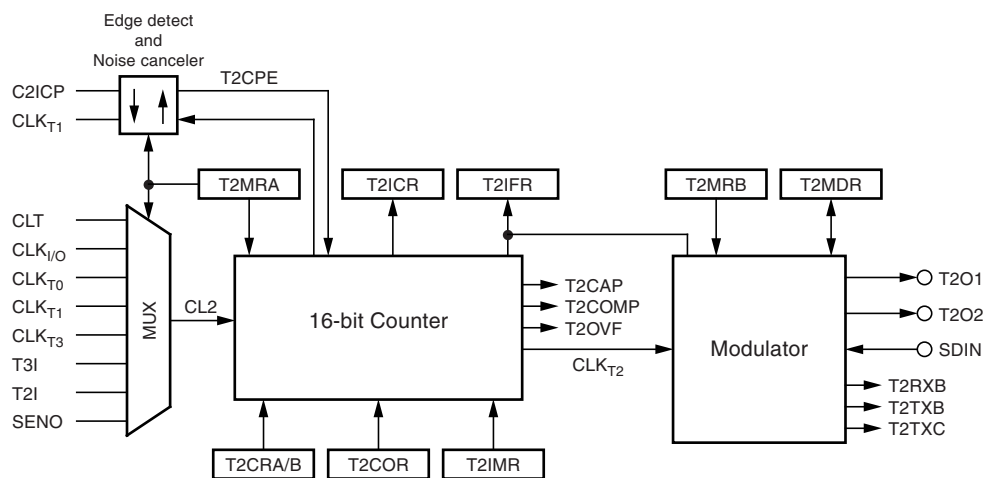 Edge detect
and
Noise canceler
C2ICP
CLKT1
T2CPE
T2MRA
T2ICR
T2IFR
T2MRB
T2MDR
CLT
CLKI/O
CLKT0
CLKT1
CLKT3
T3I
T2I
SENO
MUX
CL2
16-bit Counter
T2CAP
T2COMP
T2OVF
CLKT2
Modulator
T2O1
T2O2
SDIN
T2RXB
T2TXB
T2TXC
T2CRA/B
T2COR
T2IMR